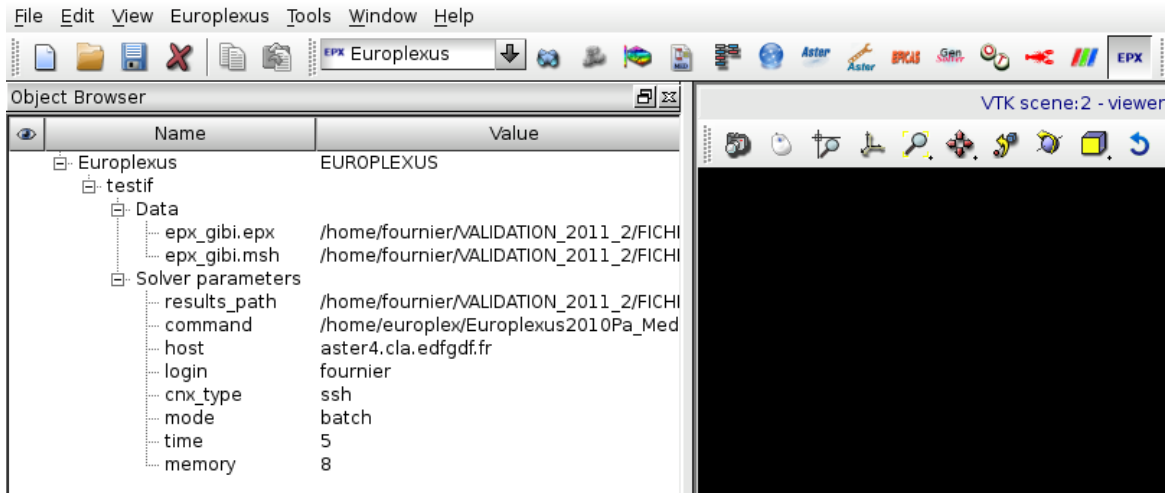 File Edit View Europlexus Tools Window Help
EPX Europlexus MED Aster Aster EFICAS EPX
Object Browser
VTK scene:2 - viewer
Name Value
Europlexus EUROPLEXUS
testif
Data
epx_gibi.epx /home/fournier/VALIDATION_2011_2/FICHI
epx_gibi.msh /home/fournier/VALIDATION_2011_2/FICHI
Solver parameters
results_path /home/fournier/VALIDATION_2011_2/FICHI
command /home/europlex/Europlexus2010Pa_Med
host aster4.cla.edfgdf.fr
login fournier
cnx_type ssh
mode batch
time 5
memory 8